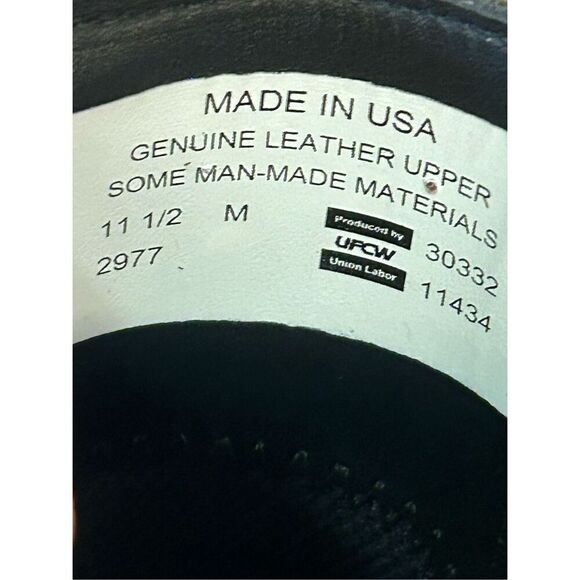 MADE IN USA
GENUINE LEATHER UPPER
SOME MAN-MADE MATERIALS
11 1/2 M
2977
Produced by
UFCW
Union Labor
30332
11434